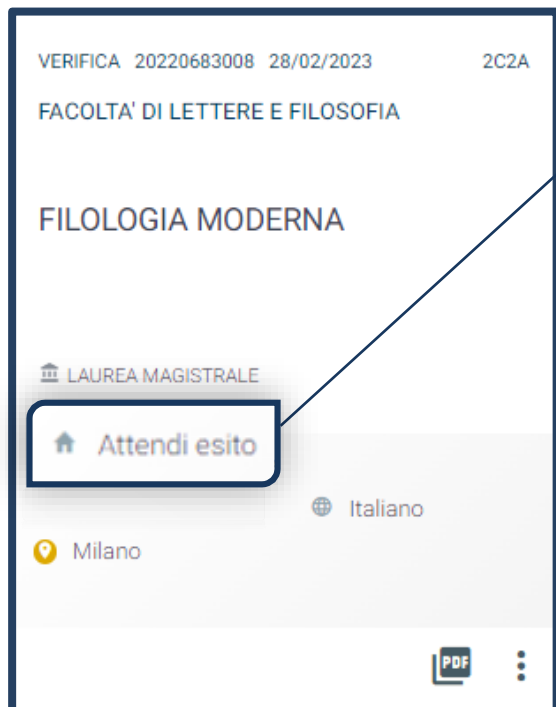 VERIFICA 20220683008 28/02/2023 2C2A
FACOLTA' DI LETTERE E FILOSOFIA
FILOLOGIA MODERNA
LAUREA MAGISTRALE
Attendi esito
Italiano
Milano
PDF